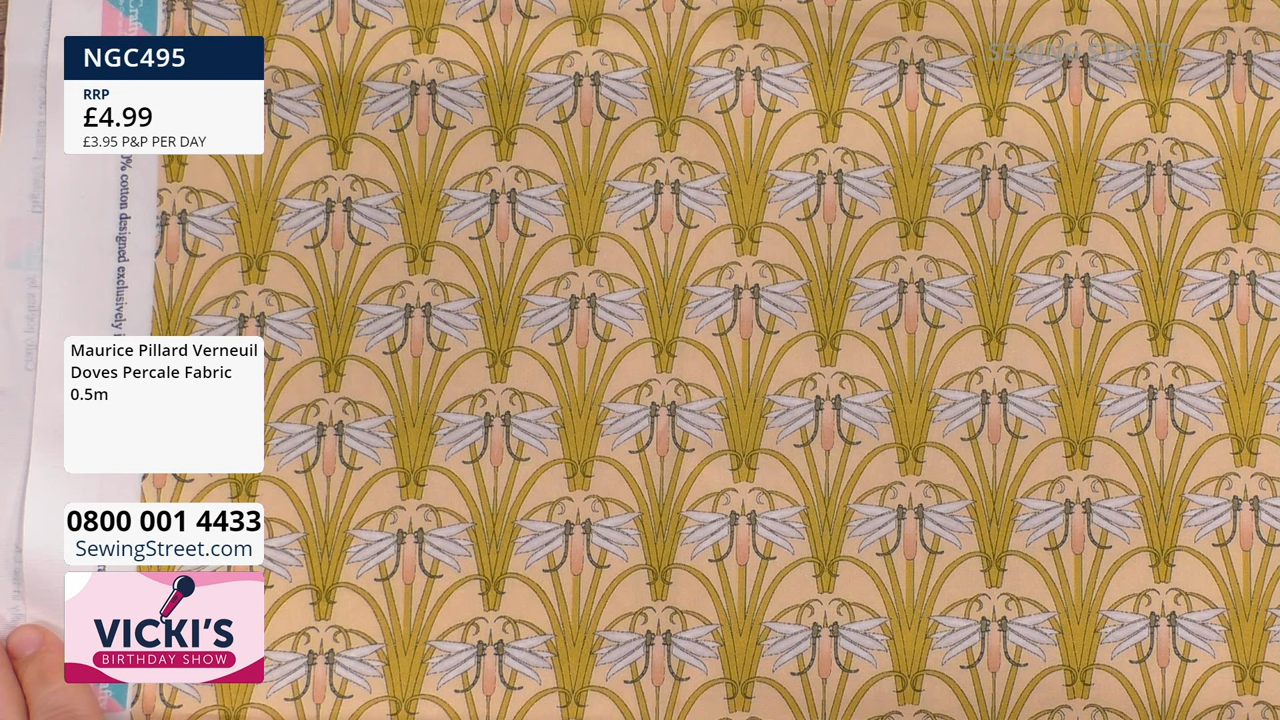 NGC495
RRP
£4.99
£3.95 P&P PER DAY
SEWING STREET
% cotton designed exclusively
Maurice Pillard Verneuil
Doves Percale Fabric
0.5m
0800 001 4433
SewingStreet.com
VICKI'S
BIRTHDAY SHOW